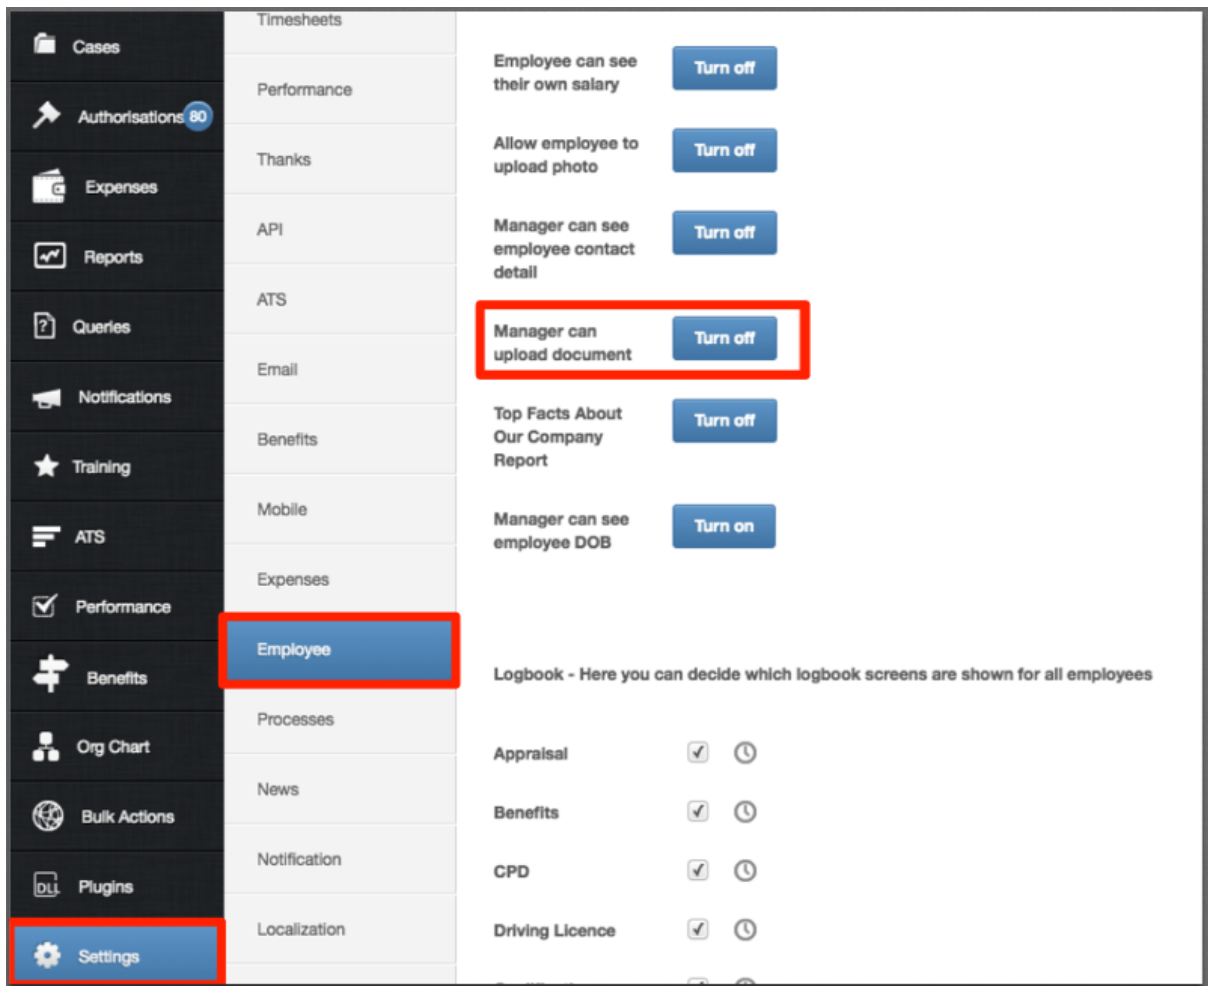 Cases
Authorisations 80
Expenses
Reports
Queries
Notifications
Training
ATS
Performance
Benefits
Org Chart
Bulk Actions
DLL Plugins
Settings
Timesheets
Performance
Thanks
API
ATS
Email
Benefits
Mobile
Expenses
Employee
Processes
News
Notification
Localization
Employee can see
their own salary
Turn off
Allow employee to
upload photo
Turn off
Manager can see
employee contact
detail
Turn off
Manager can
upload document
Turn off
Top Facts About
Our Company
Report
Turn off
Manager can see
employee DOB
Turn on
Logbook - Here you can decide which logbook screens are shown for all employees
Appraisal
Benefits
CPD
Driving Licence